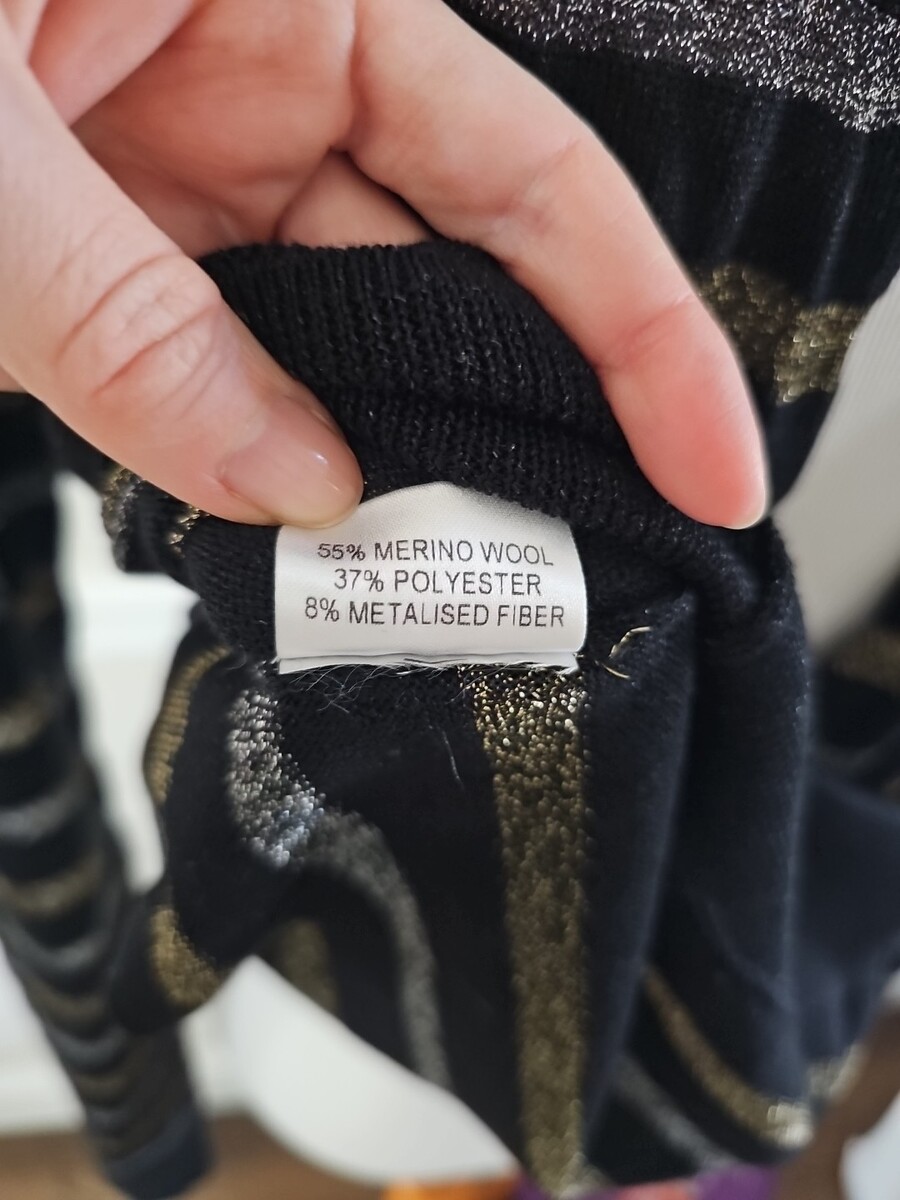 55% MERINO WOOL
37% POLYESTER
8% METALISED FIBER